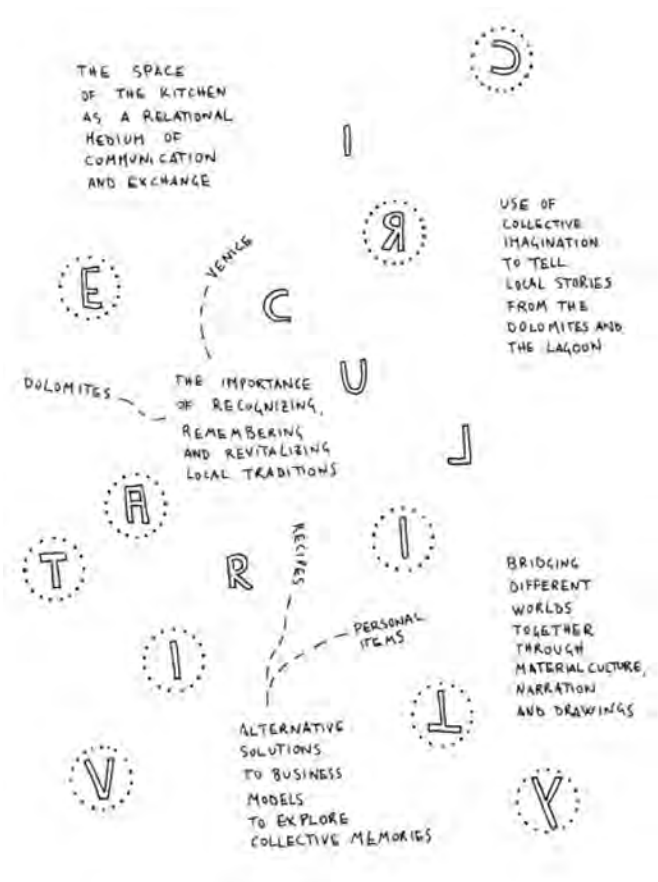 C
I
THE SPACE
OF THE KITCHEN
AS A RELATIONAL
MEDIUM OF
COMMUNICATION
AND EXCHANGE
R
USE OF
COLLECTIVE
IMAGINATION
TO TELL
LOCAL STORIES
FROM THE
DOLOMITES AND
THE LAGOON
E
VENICE
C
DOLOMITES
THE IMPORTANCE
OF RECOGNIZING,
REMEMBERING
AND REVITALIZING
LOCAL TRADITIONS
U
L
A
T
R
RECIPES
I
PERSONAL
ITEMS
BRIDGING
DIFFERENT
WORLDS
TOGETHER
THROUGH
MATERIAL CULTURE,
NARRATION
AND DRAWINGS
I
T
V
ALTERNATIVE
SOLUTIONS
TO BUSINESS
MODELS
TO EXPLORE
COLLECTIVE MEMORIES
Y